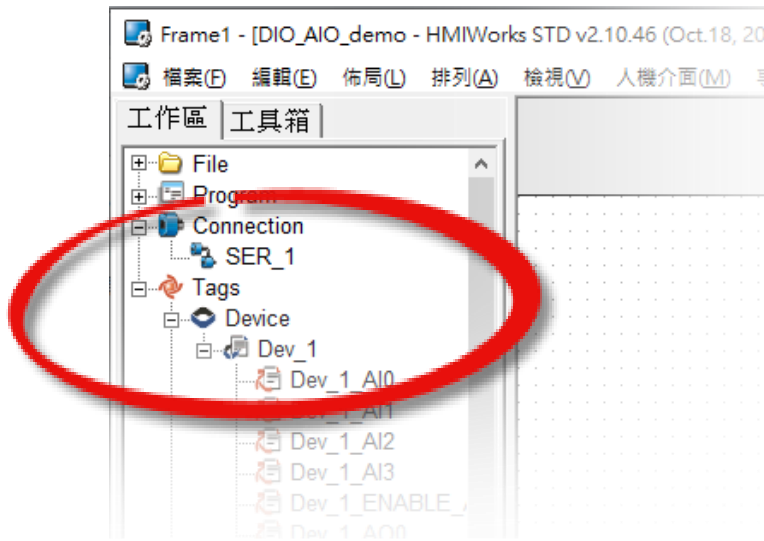 Frame1 - [DIO_AIO_demo - HMIWorks STD v2.10.46 (Oct.18, 20
檔案(F) 編輯(E) 佈局(L) 排列(A) 檢視(V) 人機介面(M)
工作區 工具箱
File
Program
Connection
SER_1
Tags
Device
Dev_1
Dev_1_AI0
Dev_1_AI1
Dev_1_AI2
Dev_1_AI3
Dev_1_ENABLE_
Dev_1_AO0